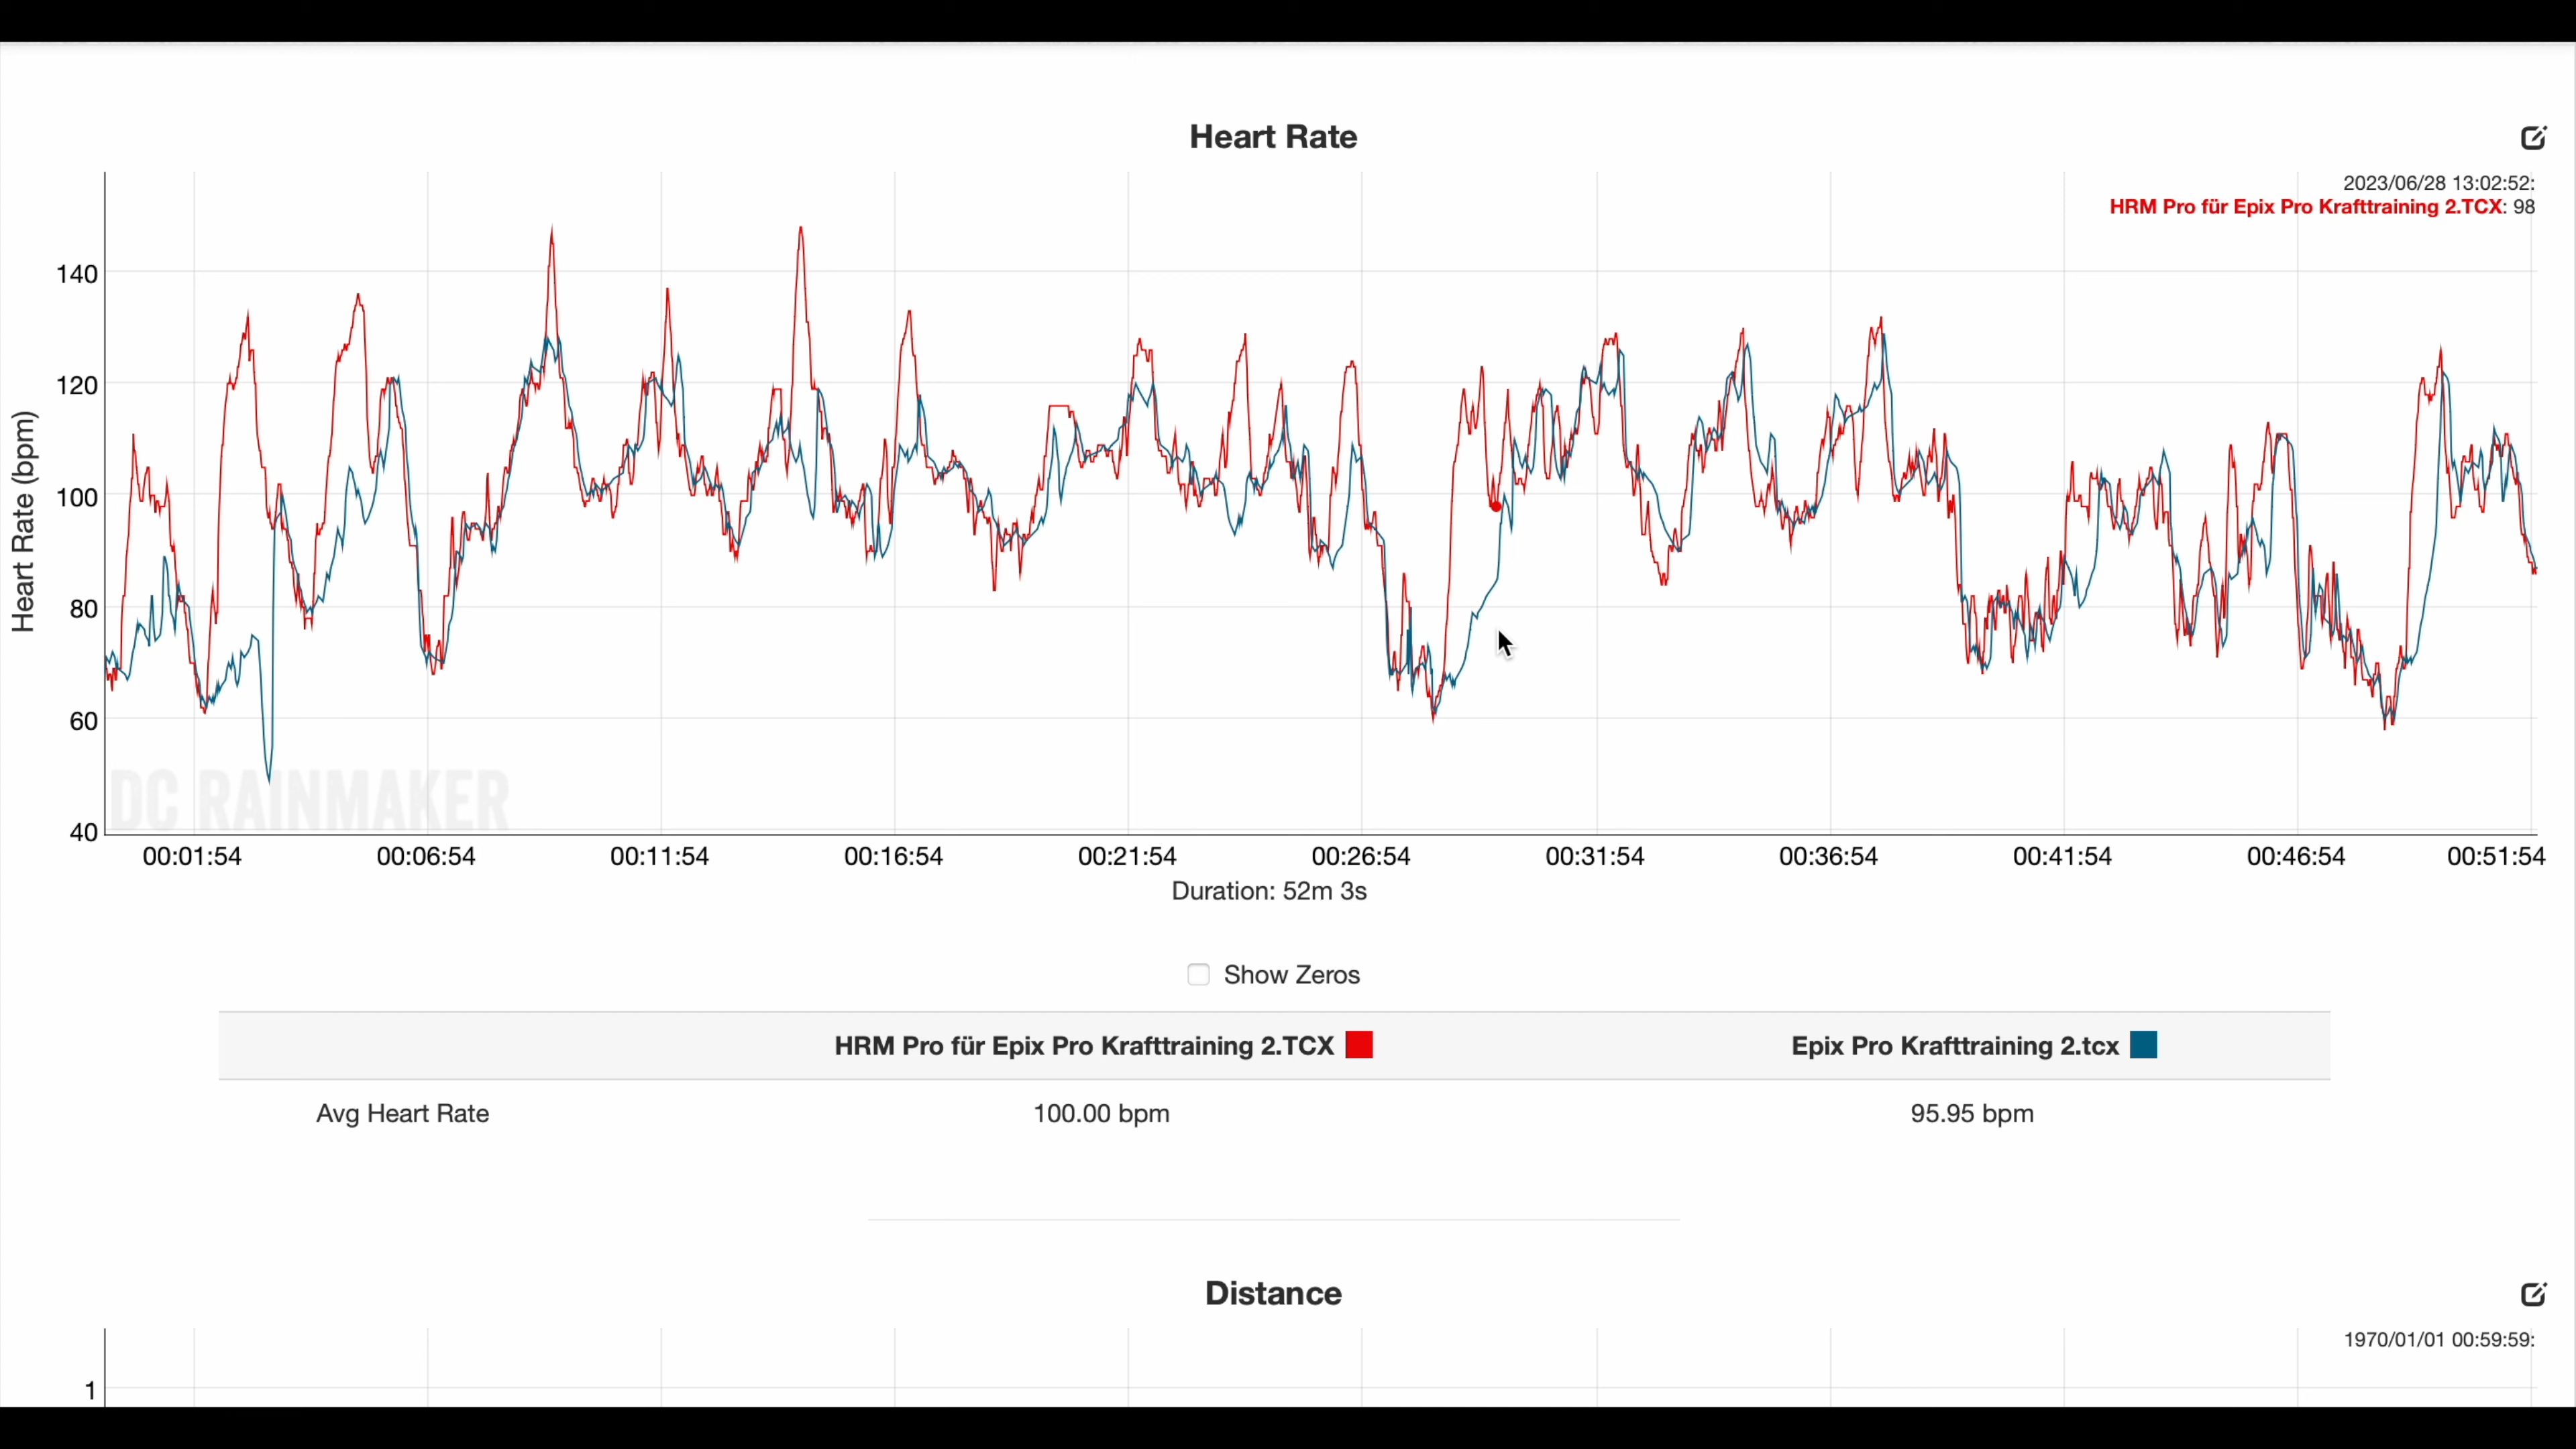 Heart Rate
2023/06/28 13:02:52:
HRM Pro für Epix Pro Krafttraining 2.TCX: 98
Heart Rate (bpm)
140
120
100
80
60
40
DC RAINMAKER
00:01:54 00:06:54 00:11:54 00:16:54 00:21:54 00:26:54 00:31:54 00:36:54 00:41:54 00:46:54 00:51:54
Duration: 52m 3s
Show Zeros
HRM Pro für Epix Pro Krafttraining 2.TCX Epix Pro Krafttraining 2.tcx
Avg Heart Rate 100.00 bpm 95.95 bpm
Distance
1970/01/01 00:59:59:
1